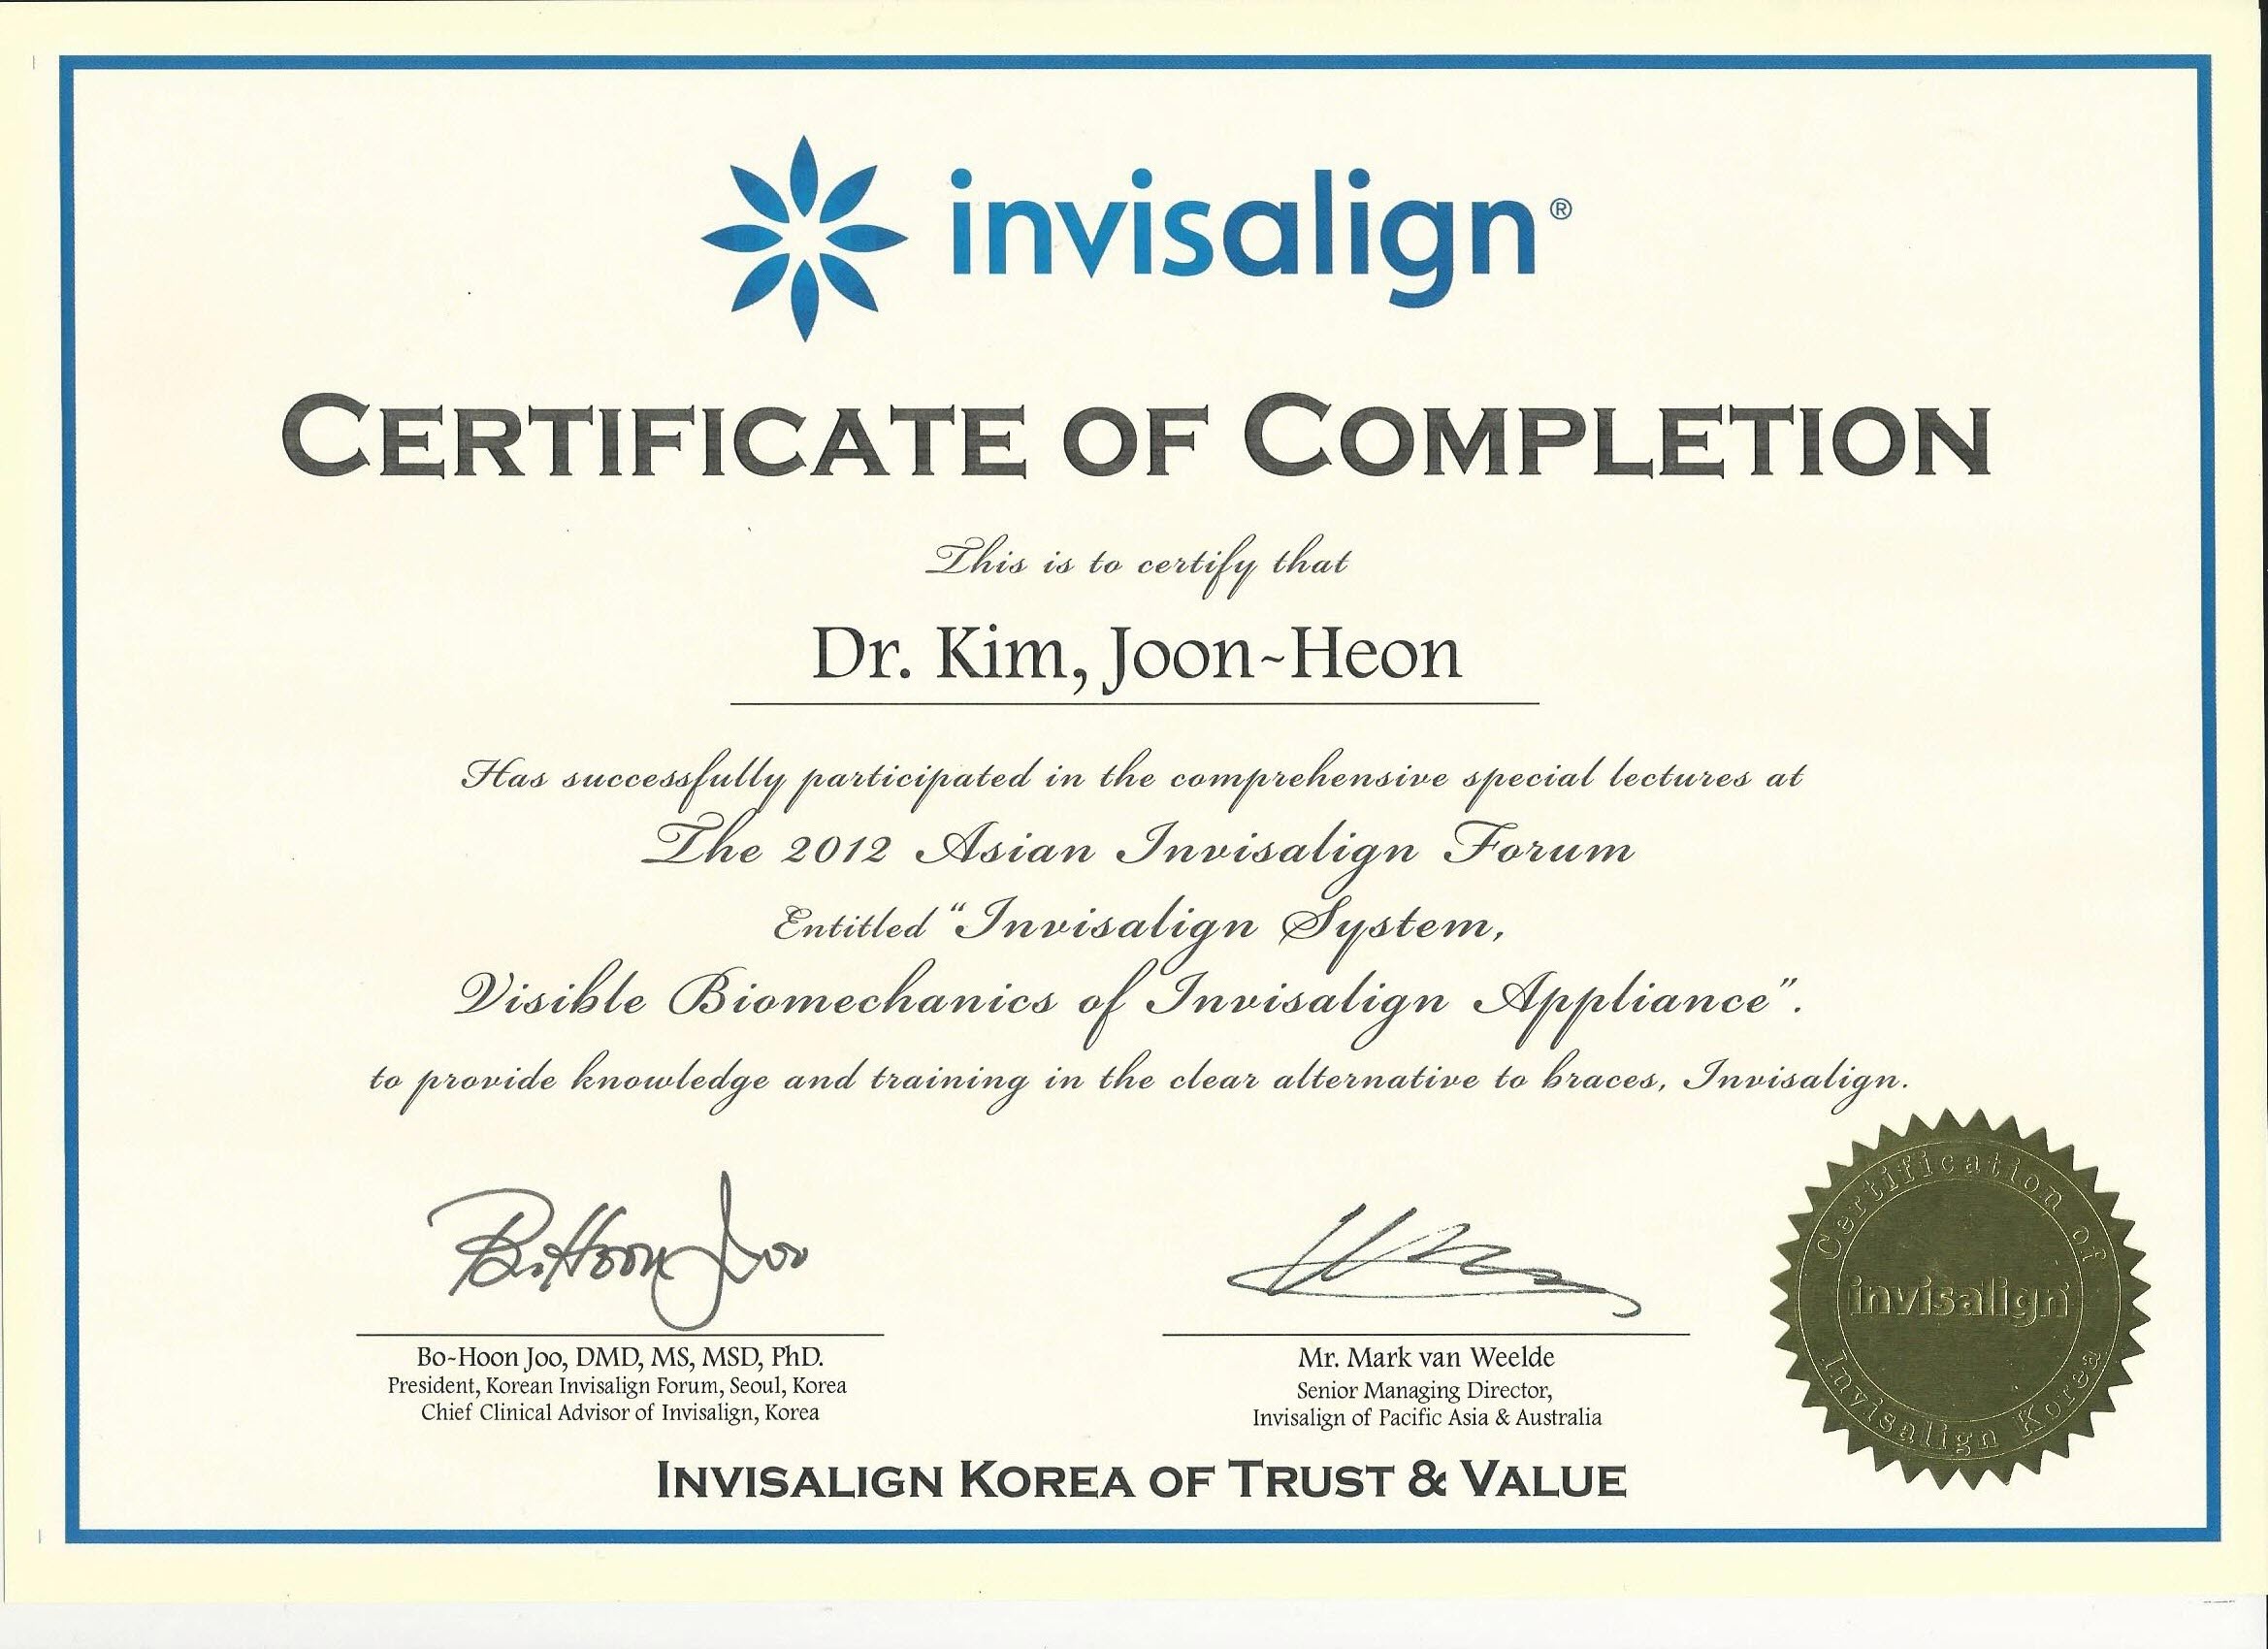 invisalign®
CERTIFICATE OF COMPLETION
This is to certify that
Dr. Kim, Joon-Heon
Has successfully participated in the comprehensive special lectures at
The 2012 Asian Invisalign Forum
Entitled “Invisalign System,
Visible Biomechanics of Invisalign Appliance”.
to provide knowledge and training in the clear alternative to braces, Invisalign.
Bo-Hoon Joo
Bo-Hoon Joo, DMD, MS, MSD, PhD.
President, Korean Invisalign Forum, Seoul, Korea
Chief Clinical Advisor of Invisalign, Korea
Mr. Mark van Weelde
Senior Managing Director,
Invisalign of Pacific Asia & Australia
Certification of
invisalign
Invisalign Korea
INVISALIGN KOREA OF TRUST & VALUE